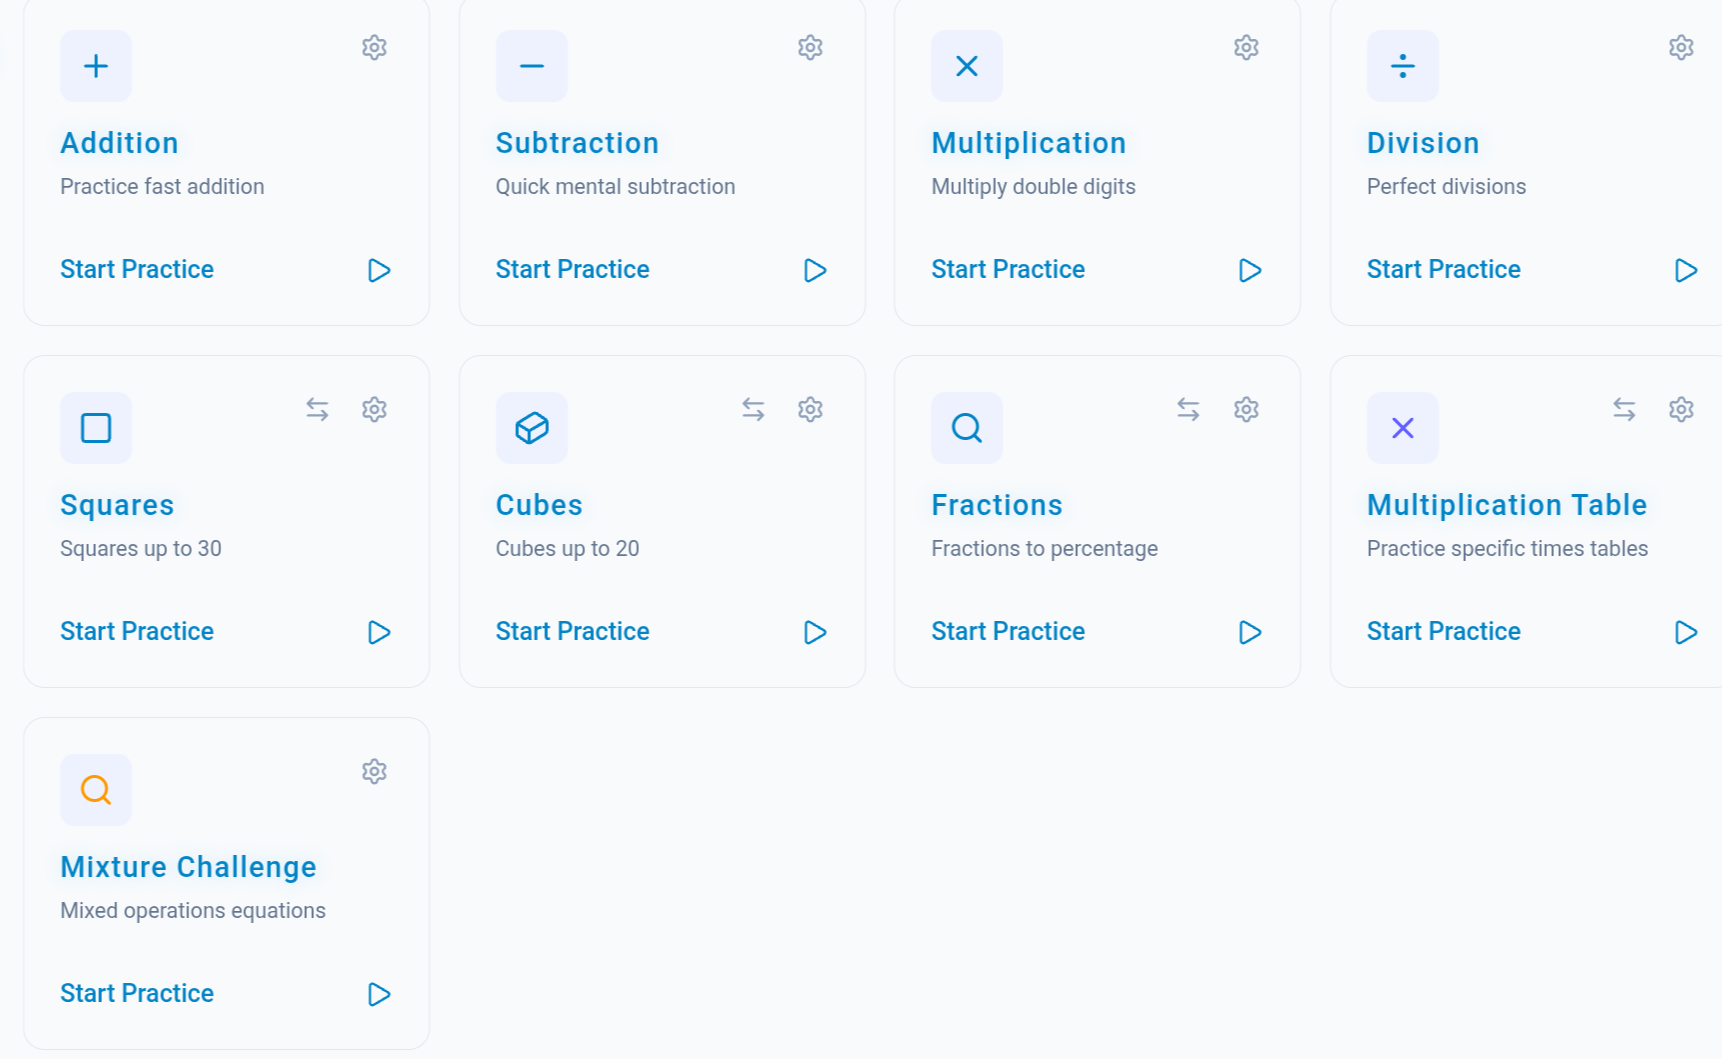 Addition
Practice fast addition
Start Practice
Subtraction
Quick mental subtraction
Start Practice
Multiplication
Multiply double digits
Start Practice
Division
Perfect divisions
Start Practice
Squares
Squares up to 30
Start Practice
Cubes
Cubes up to 20
Start Practice
Fractions
Fractions to percentage
Start Practice
Multiplication Table
Practice specific times tables
Start Practice
Mixture Challenge
Mixed operations equations
Start Practice